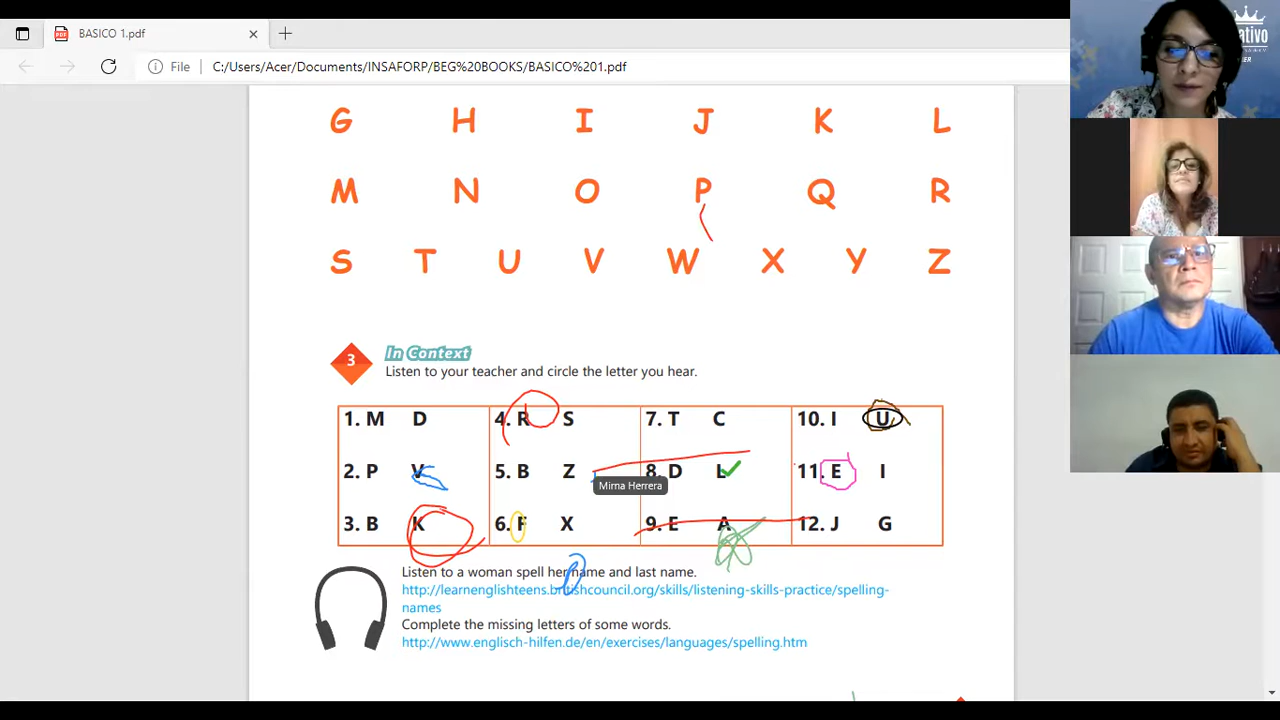 BASICO 1.pdf
File C:/Users/Acer/Documents/INSAFORP/BEG%20BOOKS/BASICO%201.pdf
G H I J K L
M N O P Q R
S T U V W X Y Z
3 In Context
Listen to your teacher and circle the letter you hear.
1. M D 4. R S 7. T C 10. I U
2. P V 5. B Z 8. D L 11. E I
Mirna Herrera
3. B K 6. F X 9. E A 12. J G
Listen to a woman spell her name and last name.
http://learnenglishteens.britishcouncil.org/skills/listening-skills-practice/spelling-
names
Complete the missing letters of some words.
http://www.englisch-hilfen.de/en/exercises/languages/spelling.htm